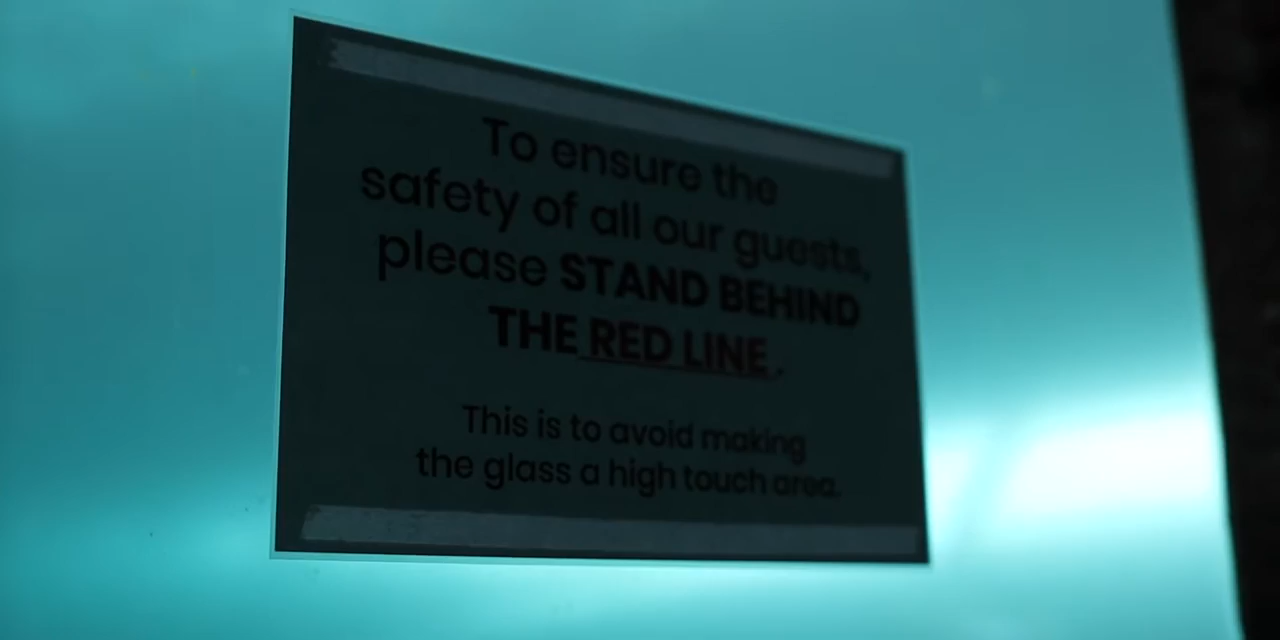 To ensure the
safety of all our guests,
please STAND BEHIND
THE RED LINE.
This is to avoid making
the glass a high touch area.